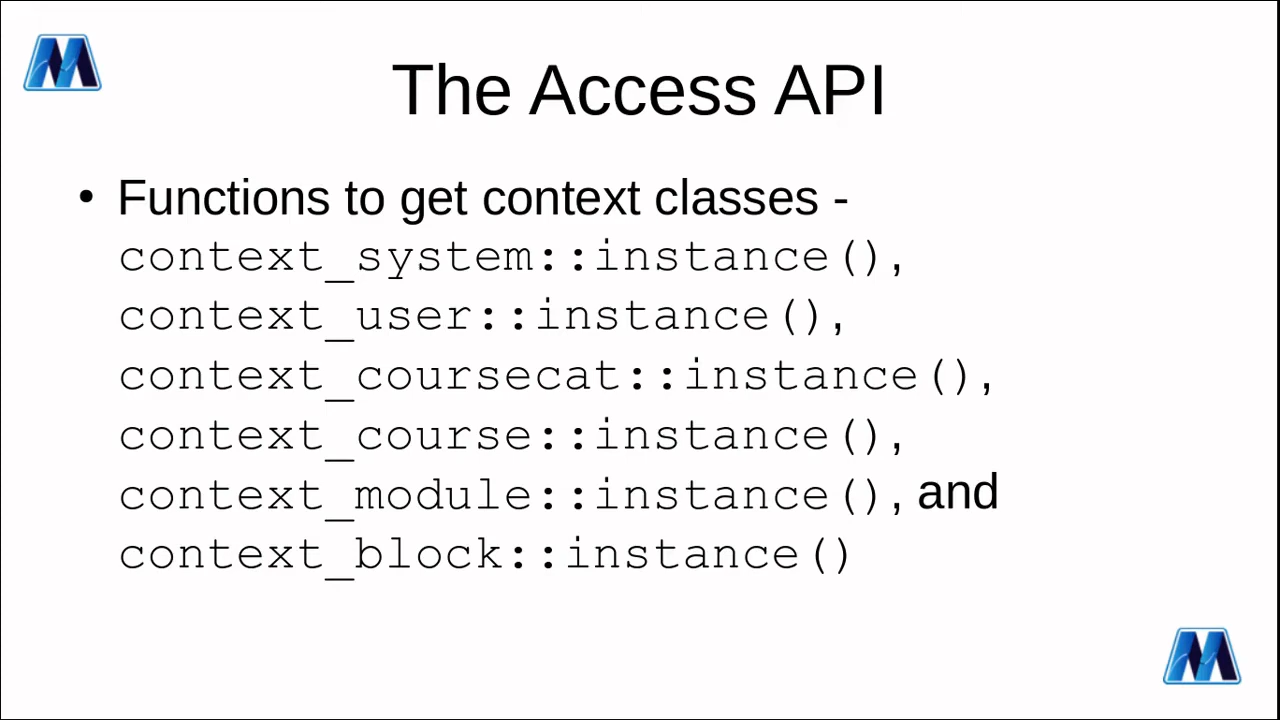 The Access API
• Functions to get context classes -
context_system::instance(),
context_user::instance(),
context_coursecat::instance(),
context_course::instance(),
context_module::instance(), and
context_block::instance()